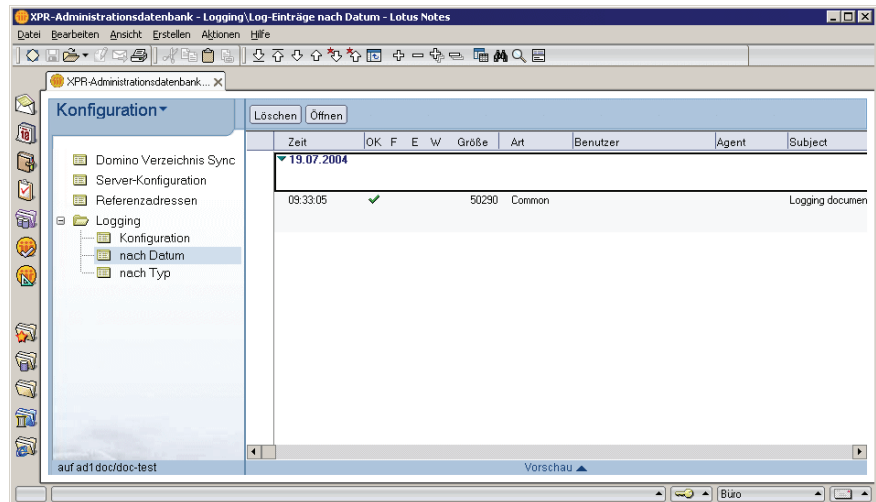 XPR-Administrationsdatenbank - Logging\Log-Einträge nach Datum - Lotus Notes
Datei Bearbeiten Ansicht Erstellen Aktionen Hilfe
XPR-Administrationsdatenbank...
Konfiguration
Löschen Öffnen
Zeit OK F E W Größe Art Benutzer Agent Subject
19.07.2004
09:33:05 50290 Common Logging documen
Domino Verzeichnis Sync
Server-Konfiguration
Referenzadressen
Logging
Konfiguration
nach Datum
nach Typ
auf ad1doc/doc-test
Vorschau
Büro